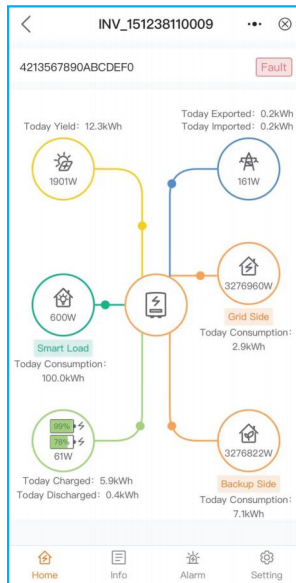 INV_151238110009
4213567890ABCDEF0
Fault
Today Yield: 12.3kWh
Today Exported: 0.2kWh
Today Imported: 0.2kWh
1901W
161W
600W
3276960W
Smart Load
Grid Side
Today Consumption:
100.0kWh
Today Consumption:
2.9kWh
99%
78%
61W
3276822W
Today Charged: 5.9kWh
Today Discharged: 0.4kWh
Backup Side
Today Consumption:
7.1kWh
Home
Info
Alarm
Setting